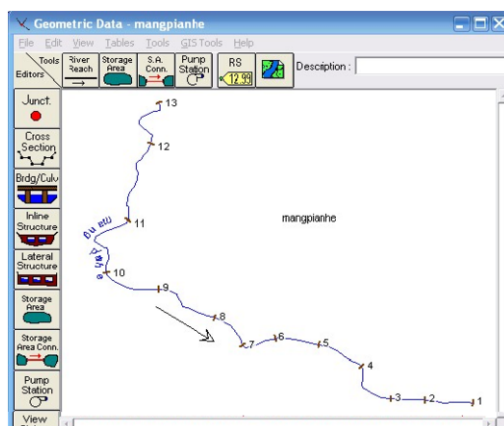 Geometric Data - mangpianhe
File Edit View Tables Tools GIS Tools Help
Tools
Editors
River Reach
Storage Area
S.A. Conn.
Pump Station
RS
12.99
Description :
Junct.
Cross Section
Brdg/Culv
Inline Structure
Lateral Structure
Storage Area
Storage Area Conn.
Pump Station
View
13
12
11
10
9
8
7
6
5
4
3
2
1
mangpianhe